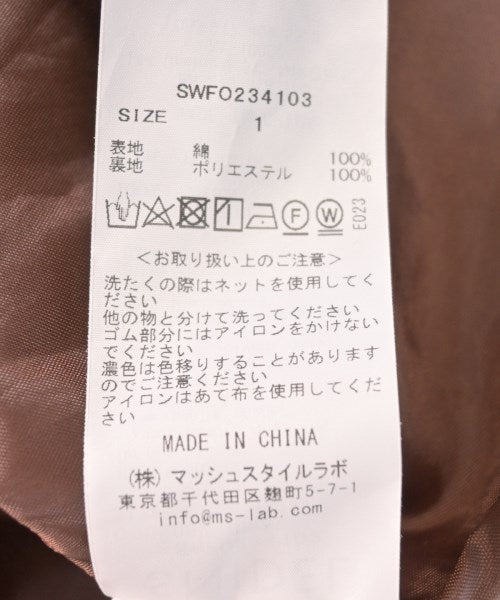 SWFO234103
SIZE 1
表地 綿 100%
裏地 ポリエステル 100%
F W E023
＜お取り扱い上のご注意＞
洗たくの際はネットを使用してく
ださい
他の物と分けて洗ってください
ゴム部分にはアイロンをかけない
でください
濃色は色移りすることがあります
のでご注意ください
アイロンはあて布を使用してくだ
さい
MADE IN CHINA
(株) マッシュスタイルラボ
東京都千代田区麹町5-7-1
info@ms-lab.com